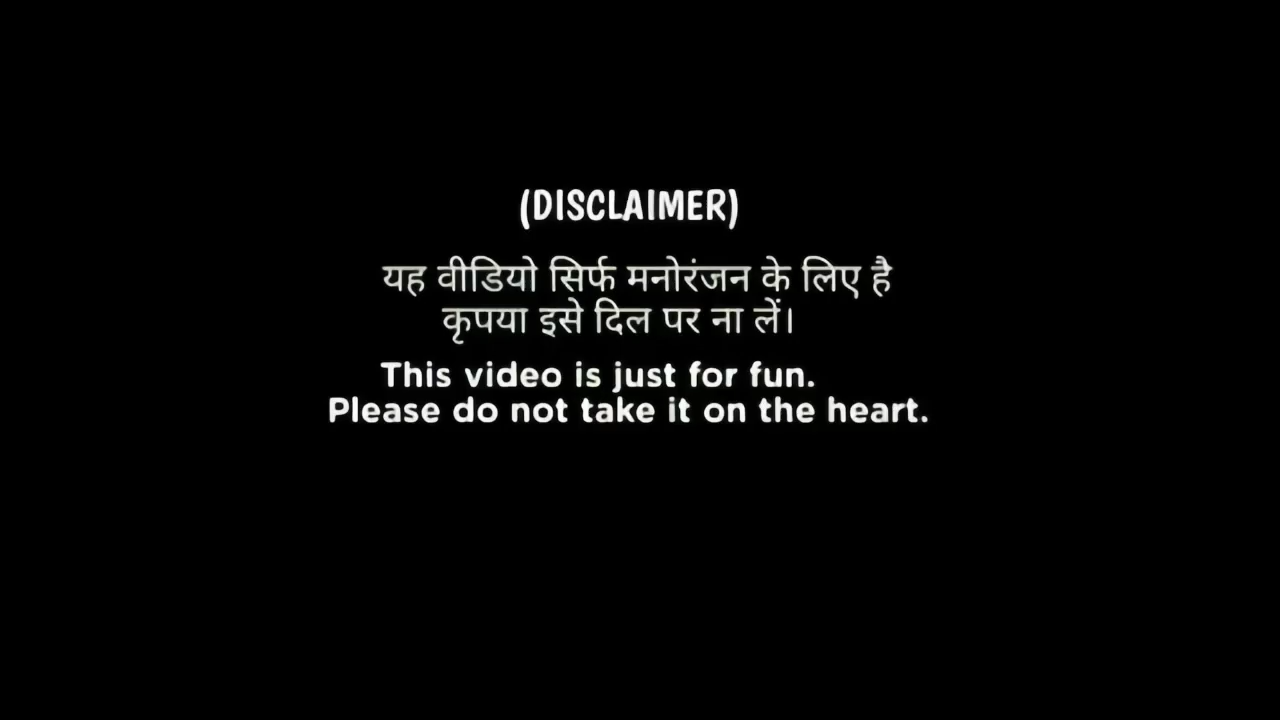 (DISCLAIMER)
यह वीडियो सिर्फ मनोरंजन के लिए है
कृपया इसे दिल पर ना लें।
This video is just for fun.
Please do not take it on the heart.